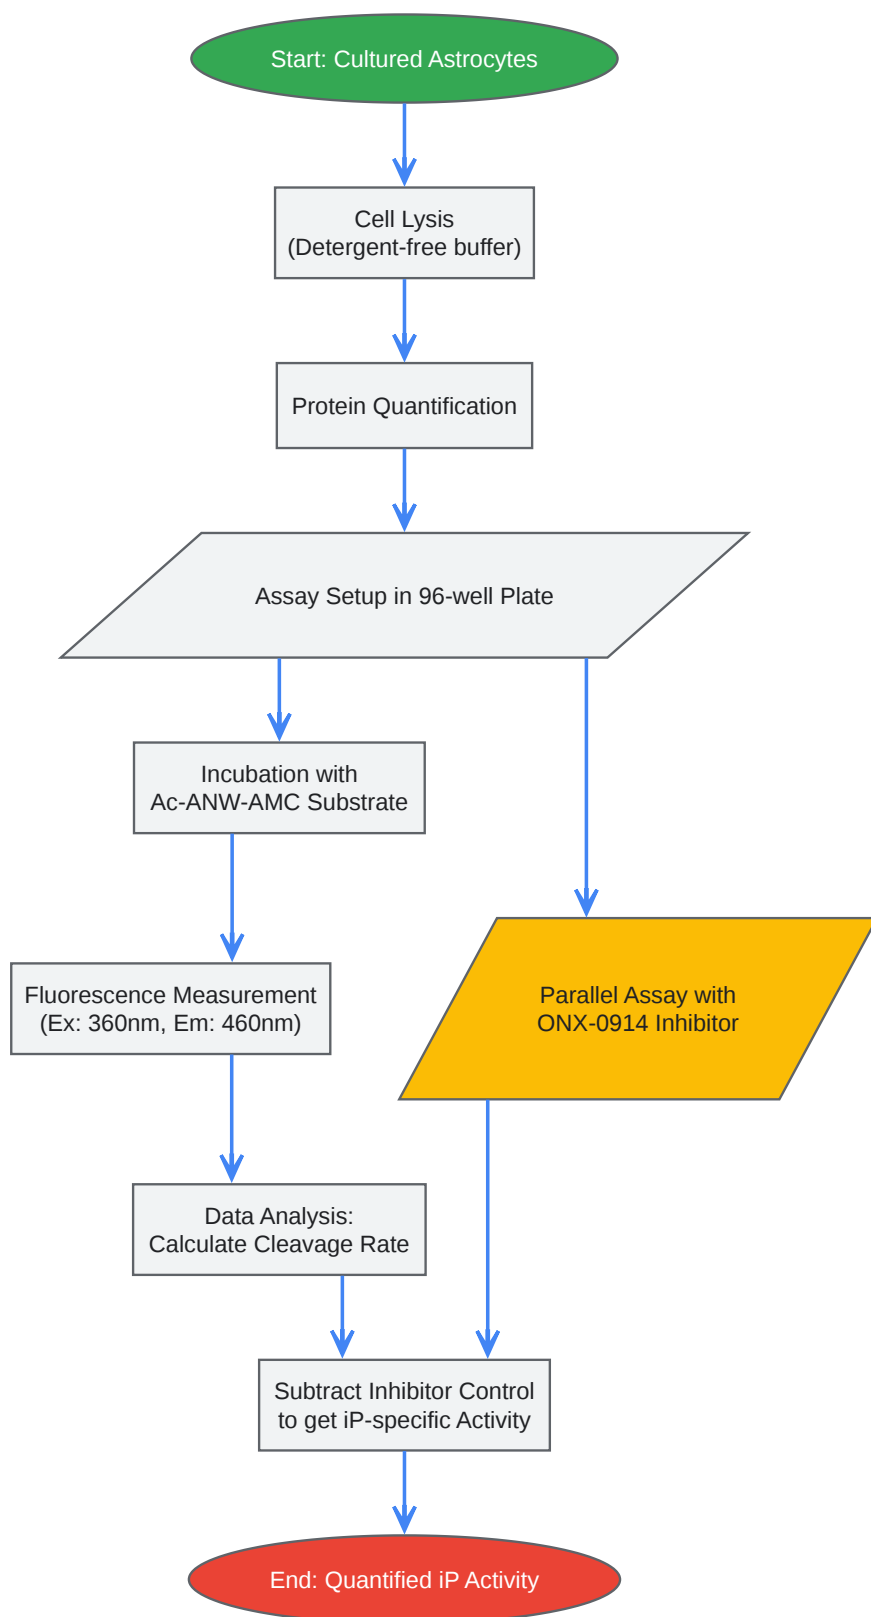 Start: Cultured Astrocytes
Cell Lysis
(Detergent-free buffer)
Protein Quantification
Assay Setup in 96-well Plate
Incubation with
Ac-ANW-AMC Substrate
Fluorescence Measurement
(Ex: 360nm, Em: 460nm)
Parallel Assay with
ONX-0914 Inhibitor
Data Analysis:
Calculate Cleavage Rate
Subtract Inhibitor Control
to get iP-specific Activity
End: Quantified iP Activity